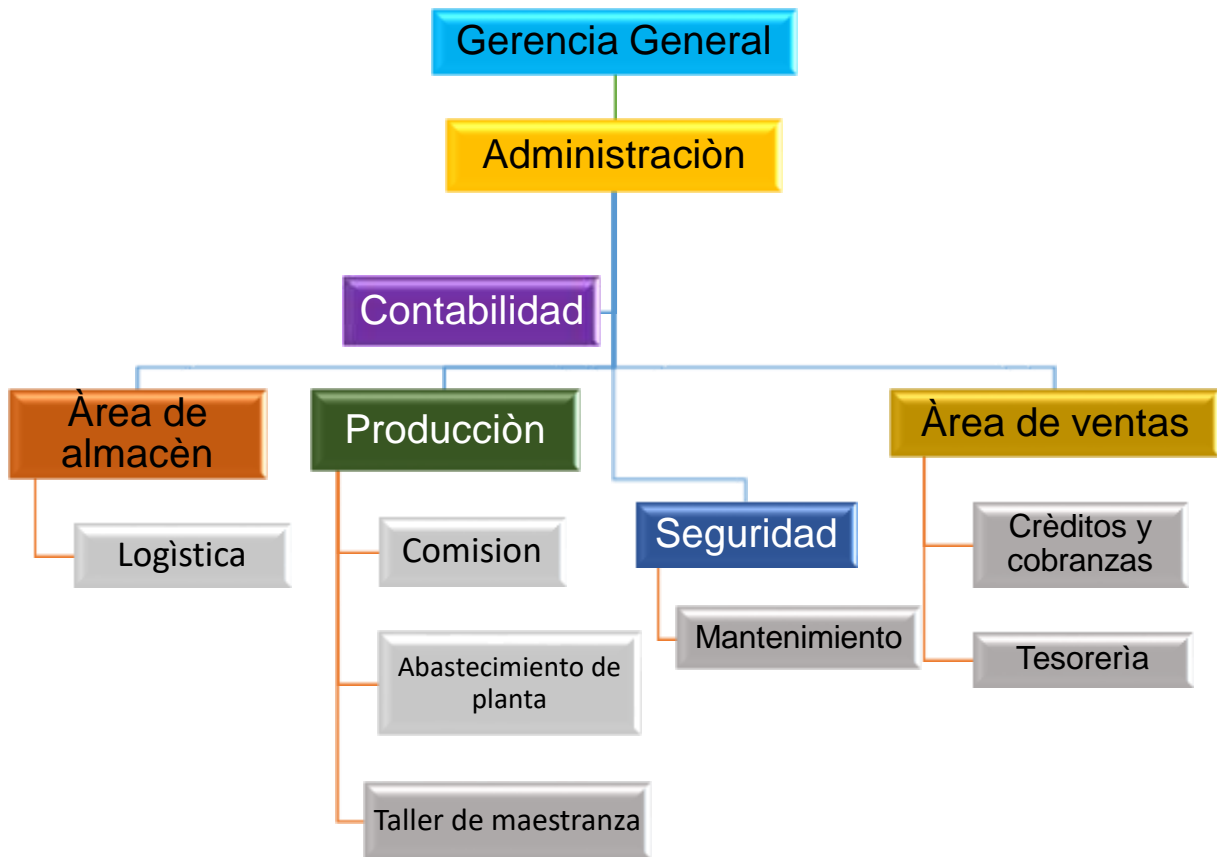 Gerencia General
Administraciòn
Contabilidad
Àrea de
almacèn
Logìstica
Producciòn
Comision
Abastecimiento de
planta
Taller de maestranza
Seguridad
Mantenimiento
Àrea de ventas
Crèditos y
cobranzas
Tesorerìa